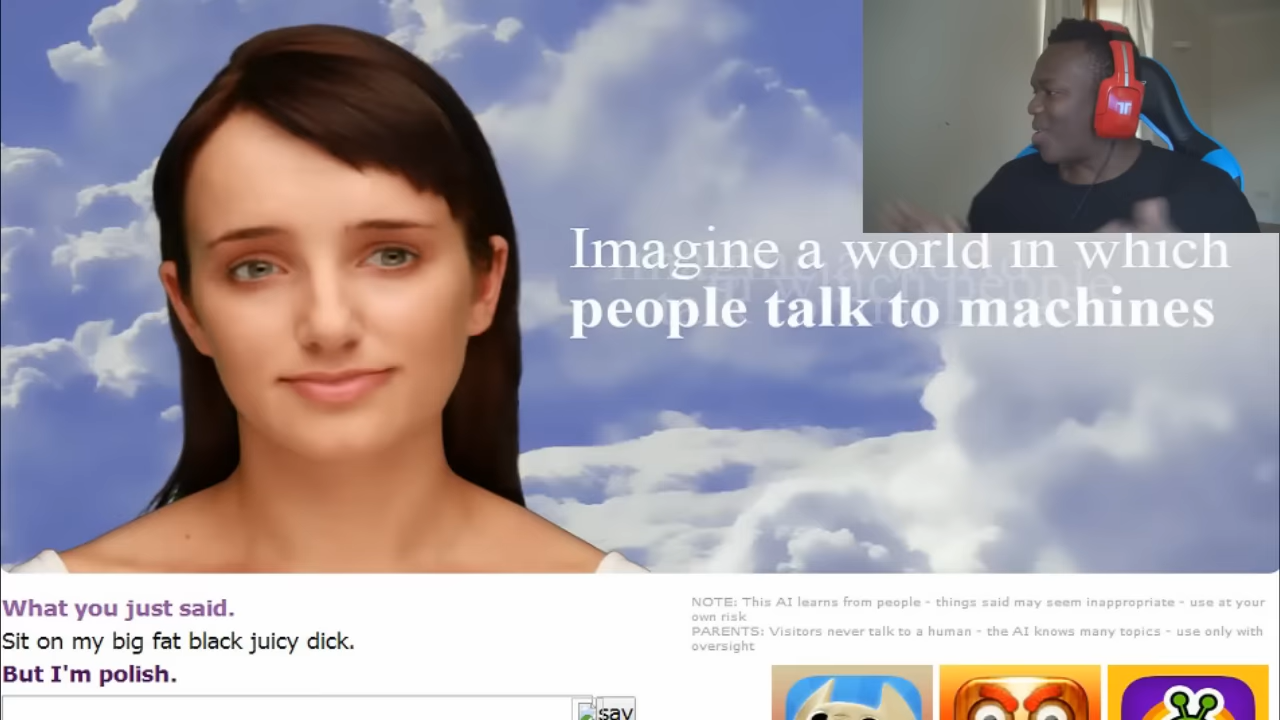 Imagine a world in which
people talk to machines
What you just said.
Sit on my big fat black juicy dick.
But I'm polish.
say
NOTE: This AI learns from people - things said may seem inappropriate - use at your
own risk
PARENTS: Visitors never talk to a human - the AI knows many topics - use only with
oversight